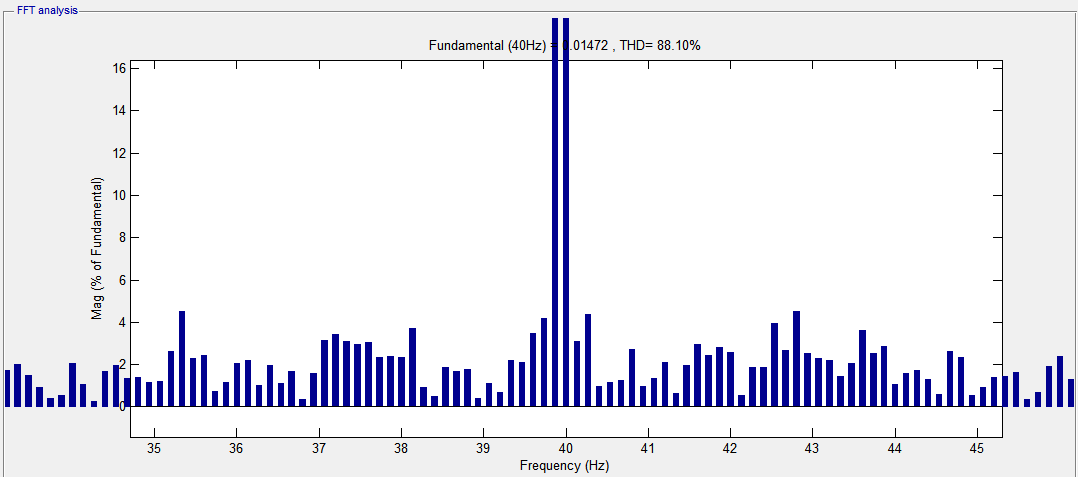 FFT analysis
Fundamental (40Hz) = 0.01472 , THD= 88.10%
16
14
12
10
8
6
4
2
0
Mag (% of Fundamental)
35 36 37 38 39 40 41 42 43 44 45
Frequency (Hz)